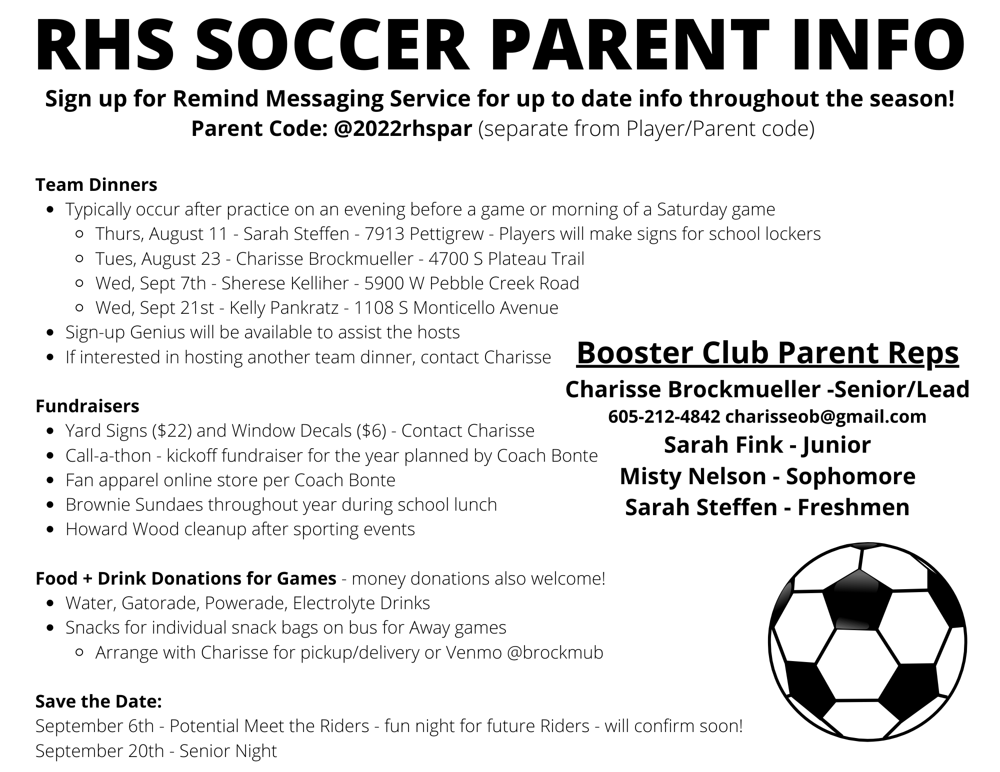 RHS SOCCER PARENT INFO
Sign up for Remind Messaging Service for up to date info throughout the season!
Parent Code: @2022rhspar (separate from Player/Parent code)
Team Dinners
• Typically occur after practice on an evening before a game or morning of a Saturday game
◦ Thurs, August 11 - Sarah Steffen - 7913 Pettigrew - Players will make signs for school lockers
◦ Tues, August 23 - Charisse Brockmueller - 4700 S Plateau Trail
◦ Wed, Sept 7th - Sherese Kelliher - 5900 W Pebble Creek Road
◦ Wed, Sept 21st - Kelly Pankratz - 1108 S Monticello Avenue
• Sign-up Genius will be available to assist the hosts
• If interested in hosting another team dinner, contact Charisse
Fundraisers
• Yard Signs ($22) and Window Decals ($6) - Contact Charisse
• Call-a-thon - kickoff fundraiser for the year planned by Coach Bonte
• Fan apparel online store per Coach Bonte
• Brownie Sundaes throughout year during school lunch
• Howard Wood cleanup after sporting events
Booster Club Parent Reps
Charisse Brockmueller -Senior/Lead
605-212-4842 charisseob@gmail.com
Sarah Fink - Junior
Misty Nelson - Sophomore
Sarah Steffen - Freshmen
Food + Drink Donations for Games - money donations also welcome!
• Water, Gatorade, Powerade, Electrolyte Drinks
• Snacks for individual snack bags on bus for Away games
◦ Arrange with Charisse for pickup/delivery or Venmo @brockmub
Save the Date:
September 6th - Potential Meet the Riders - fun night for future Riders - will confirm soon!
September 20th - Senior Night